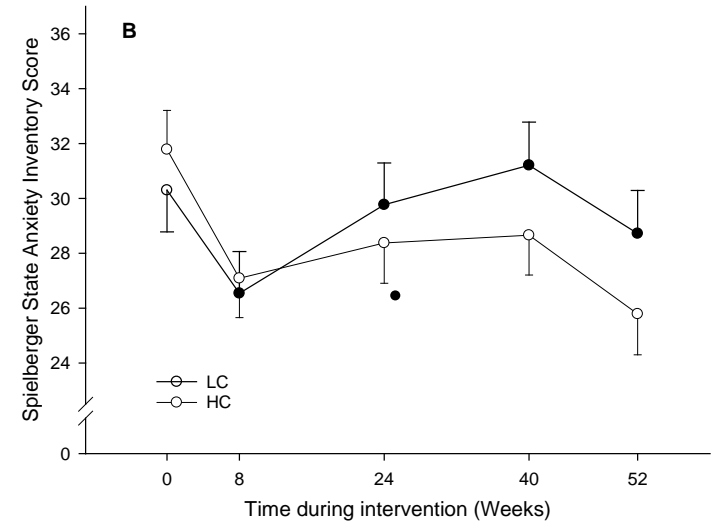 B
Spielberger State Anxiety Inventory Score
36
34
32
30
28
26
24
0
LC
HC
0 8 24 40 52
Time during intervention (Weeks)